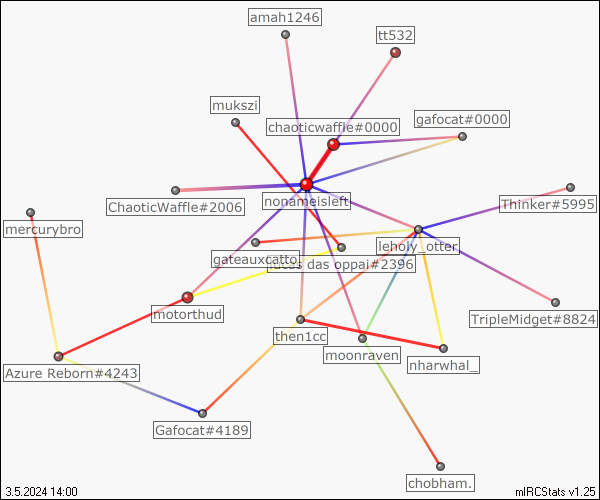 amah1246
tt532
mukszi
gafocat#0000
chaoticwaffle#0000
Thinker#5995
ChaoticWaffle#2006
nonameisleft
mercurybro
leholy_otter
gateauxcatto
lucas das oppai#2396
motorthud
TripleMidget#8824
then1cc
moonraven
nharwhal_
Azure Reborn#4243
Gafocat#4189
chobham.
3.5.2024 14:00
mIRCStats v1.25